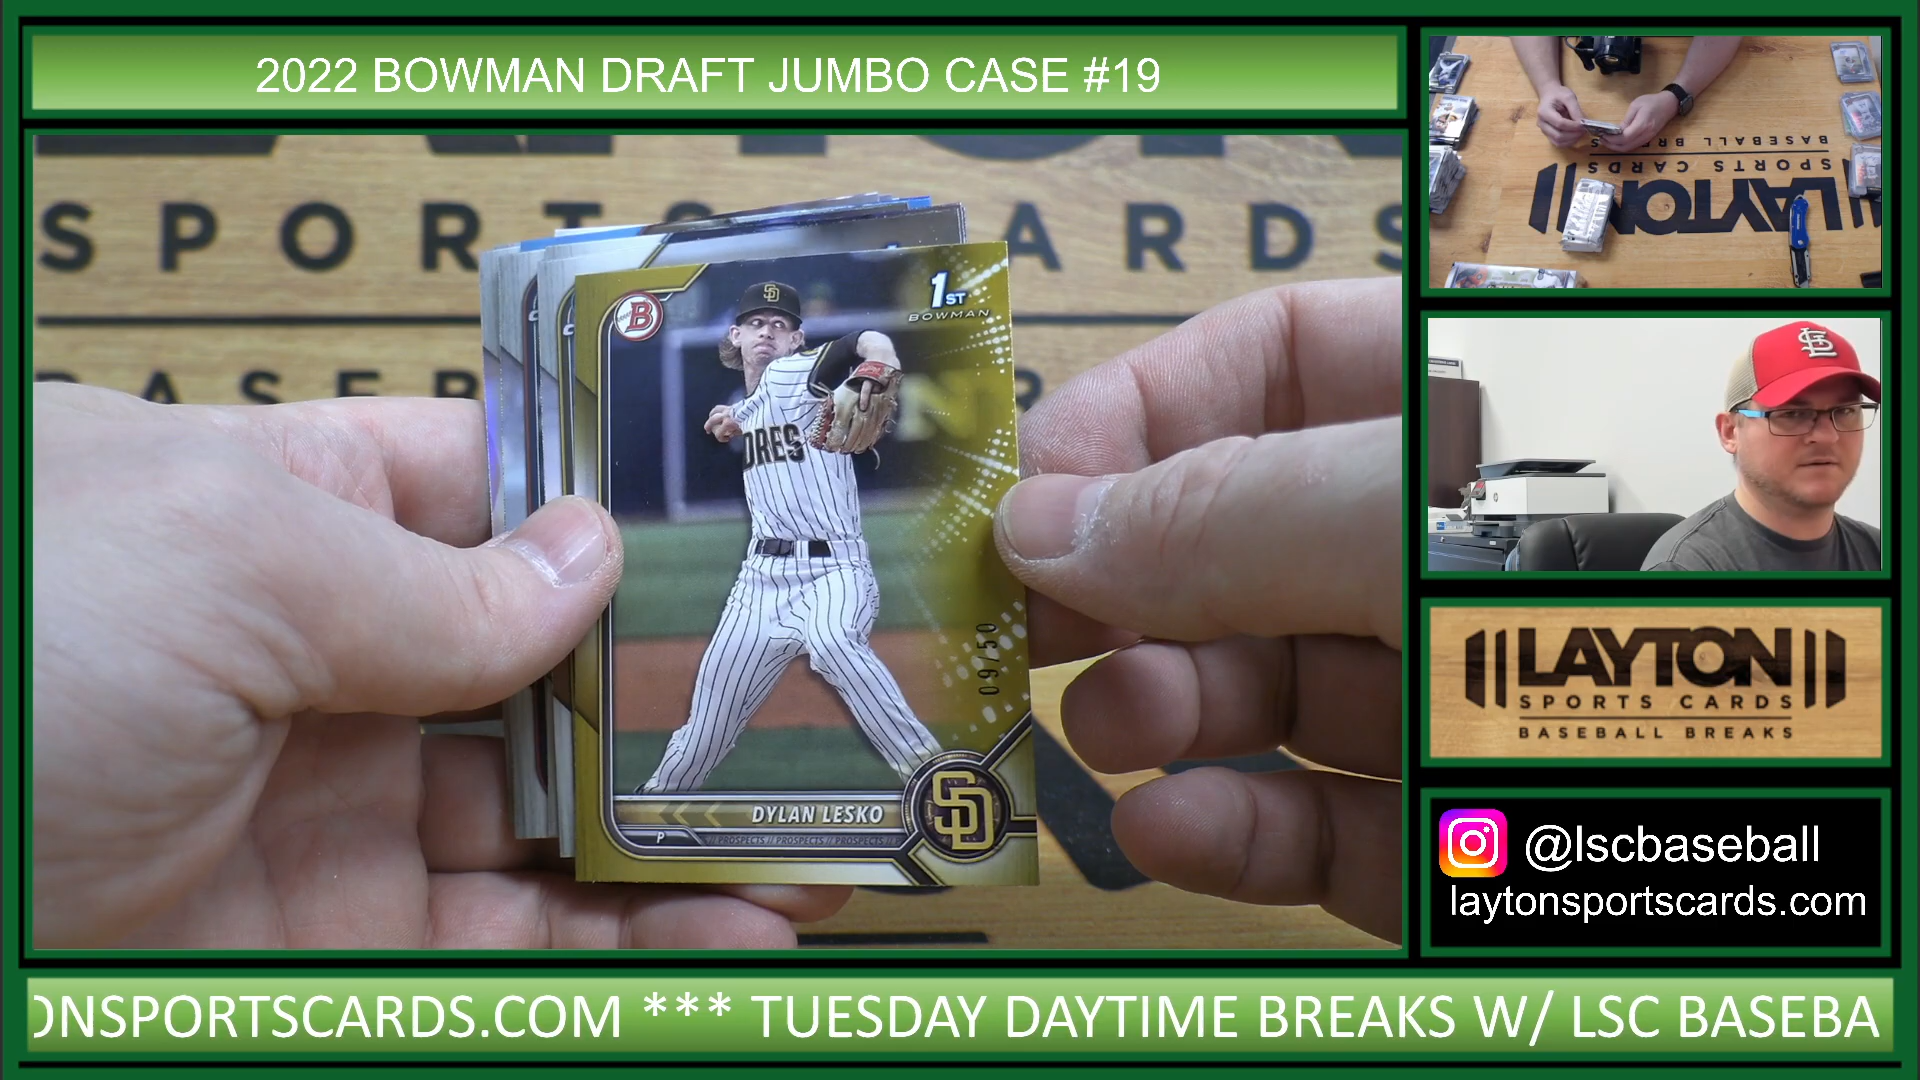 2022 BOWMAN DRAFT JUMBO CASE #19
SPORTS CARDS
B
1ST
BOWMAN
DRES
SD
09/50
DYLAN LESKO
P
PROSPECTS // PROSPECTS // PROSPECTS //
SD
LAYTON
SPORTS CARDS
BASEBALL BREAKS
LAYTON
SPORTS CARDS
BASEBALL BREAKS
@lscbaseball
laytonsportscards.com
ONSPORTSCARDS.COM *** TUESDAY DAYTIME BREAKS W/ LSC BASEBA